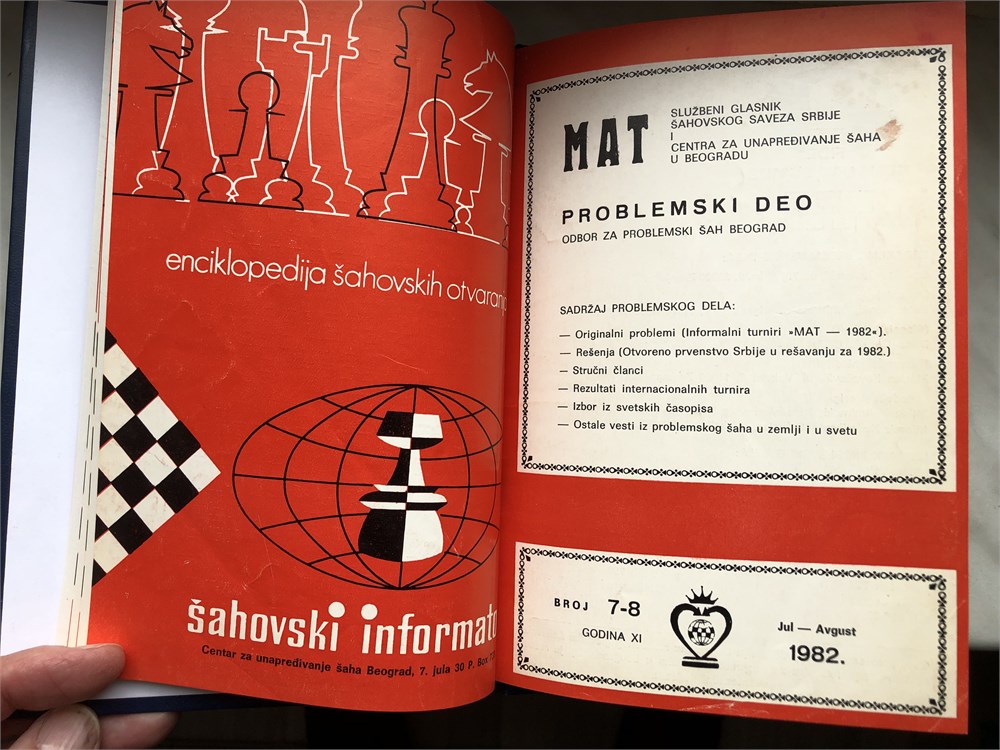 enciklopedija šahovskih
šahovski
Centar za unapređivanje šaha Beograd, 7. jula 30 P. Box
MAT
SLUŽBENI GLASNIK
ŠAHOVSKOG SAVEZA SRBIJE
I
CENTRA ZA UNAPREĐIVANJE ŠAHA
U BEOGRADU
PROBLEMSKI DEO
ODBOR ZA PROBLEMSKI ŠAH BEOGRAD
SADRŽAJ PROBLEMSKOG DELA:
— Originalni problemi (Informalni turniri »MAT — 1982«).
— Rešenja (Otvoreno prvenstvo Srbije u rešavanju za 1982.)
— Stručni članci
— Rezultati internacionalnih turnira
— Izbor iz svetskih časopisa
— Ostale vesti iz problemskog šaha u zemlji i u svetu
BROJ 7-8
GODINA XI
Jul — Avgust
1982.